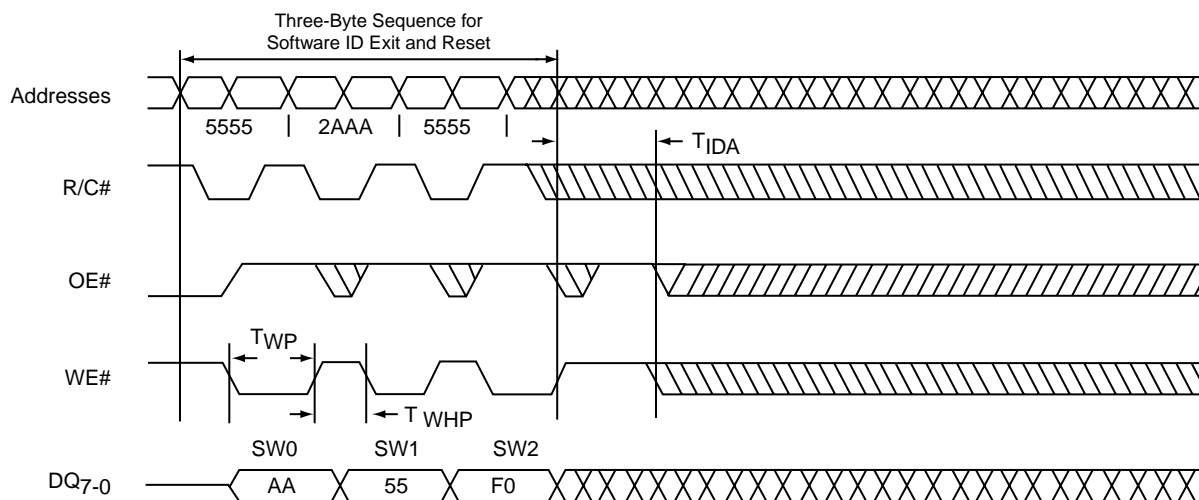 Three-Byte Sequence for
Software ID Exit and Reset
Addresses
5555 2AAA 5555
TIDA
R/C#
OE#
TWP
WE#
T WHP
SW0 SW1 SW2
DQ7-0
AA 55 F0